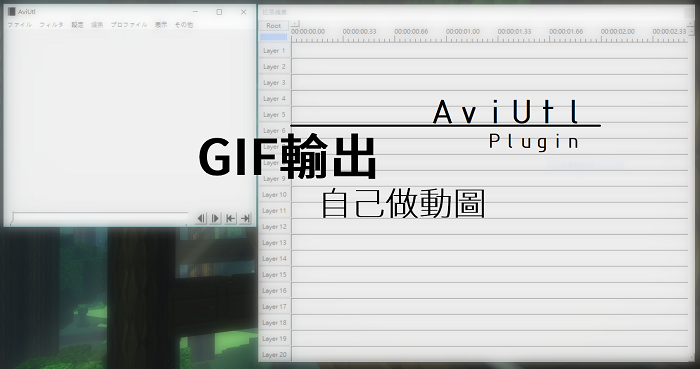 AviUtl
ファイル フィルタ 設定 編集 プロファイル 表示 その他
拡張編集
Root
00:00:00.00 00:00:00.33 00:00:00.66 00:00:01.00 00:00:01.33 00:00:01.66 00:00:02.00 00:00:02.33
Layer 1
Layer 2
Layer 3
Layer 4
Layer 5
Layer 6
Layer 9
Layer 10
Layer 11
Layer 12
Layer 13
Layer 14
Layer 15
Layer 16
Layer 17
Layer 18
Layer 19
Layer 20
AviUtl
Plugin
GIF輸出
自己做動圖